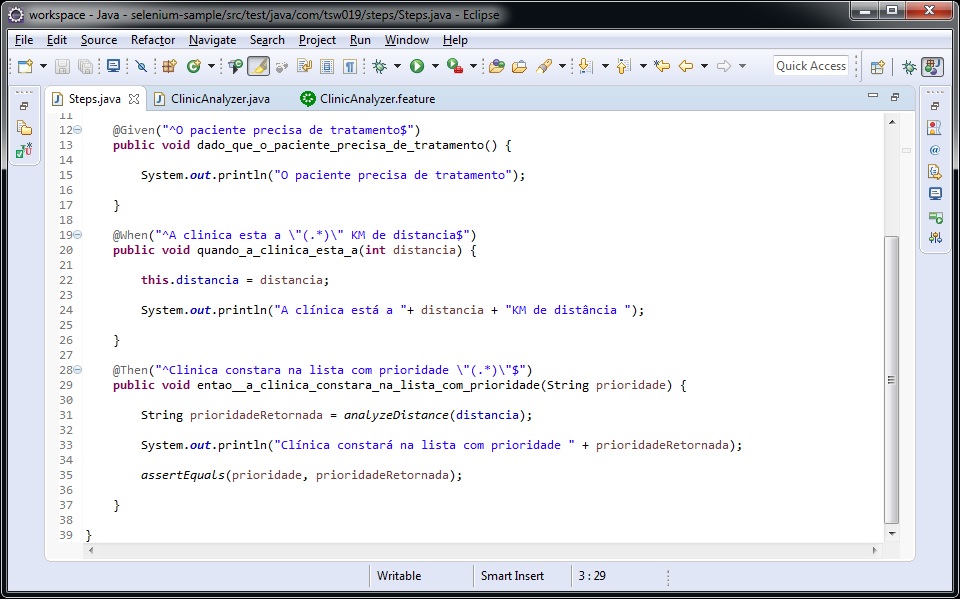 workspace - Java - selenium-sample/src/test/java/com/tsw019/steps/Steps.java - Eclipse
File Edit Source Refactor Navigate Search Project Run Window Help
Quick Access
Steps.java ClinicAnalyzer.java ClinicAnalyzer.feature
11
12 @Given("^O paciente precisa de tratamento$")
13 public void dado_que_o_paciente_precisa_de_tratamento() {
14
15 System.out.println("O paciente precisa de tratamento");
16
17 }
18
19 @When("^A clinica esta a \"(.*)\" KM de distancia$")
20 public void quando_a_clinica_esta_a(int distancia) {
21
22 this.distancia = distancia;
23
24 System.out.println("A clínica está a "+ distancia + "KM de distância ");
25
26 }
27
28 @Then("^Clinica constara na lista com prioridade \"(.*)\"$")
29 public void entao__a_clinica_constara_na_lista_com_prioridade(String prioridade) {
30
31 String prioridadeRetornada = analyzeDistance(distancia);
32
33 System.out.println("Clínica constará na lista com prioridade " + prioridadeRetornada);
34
35 assertEquals(prioridade, prioridadeRetornada);
36
37 }
38
39 }
Writable Smart Insert 3 : 29